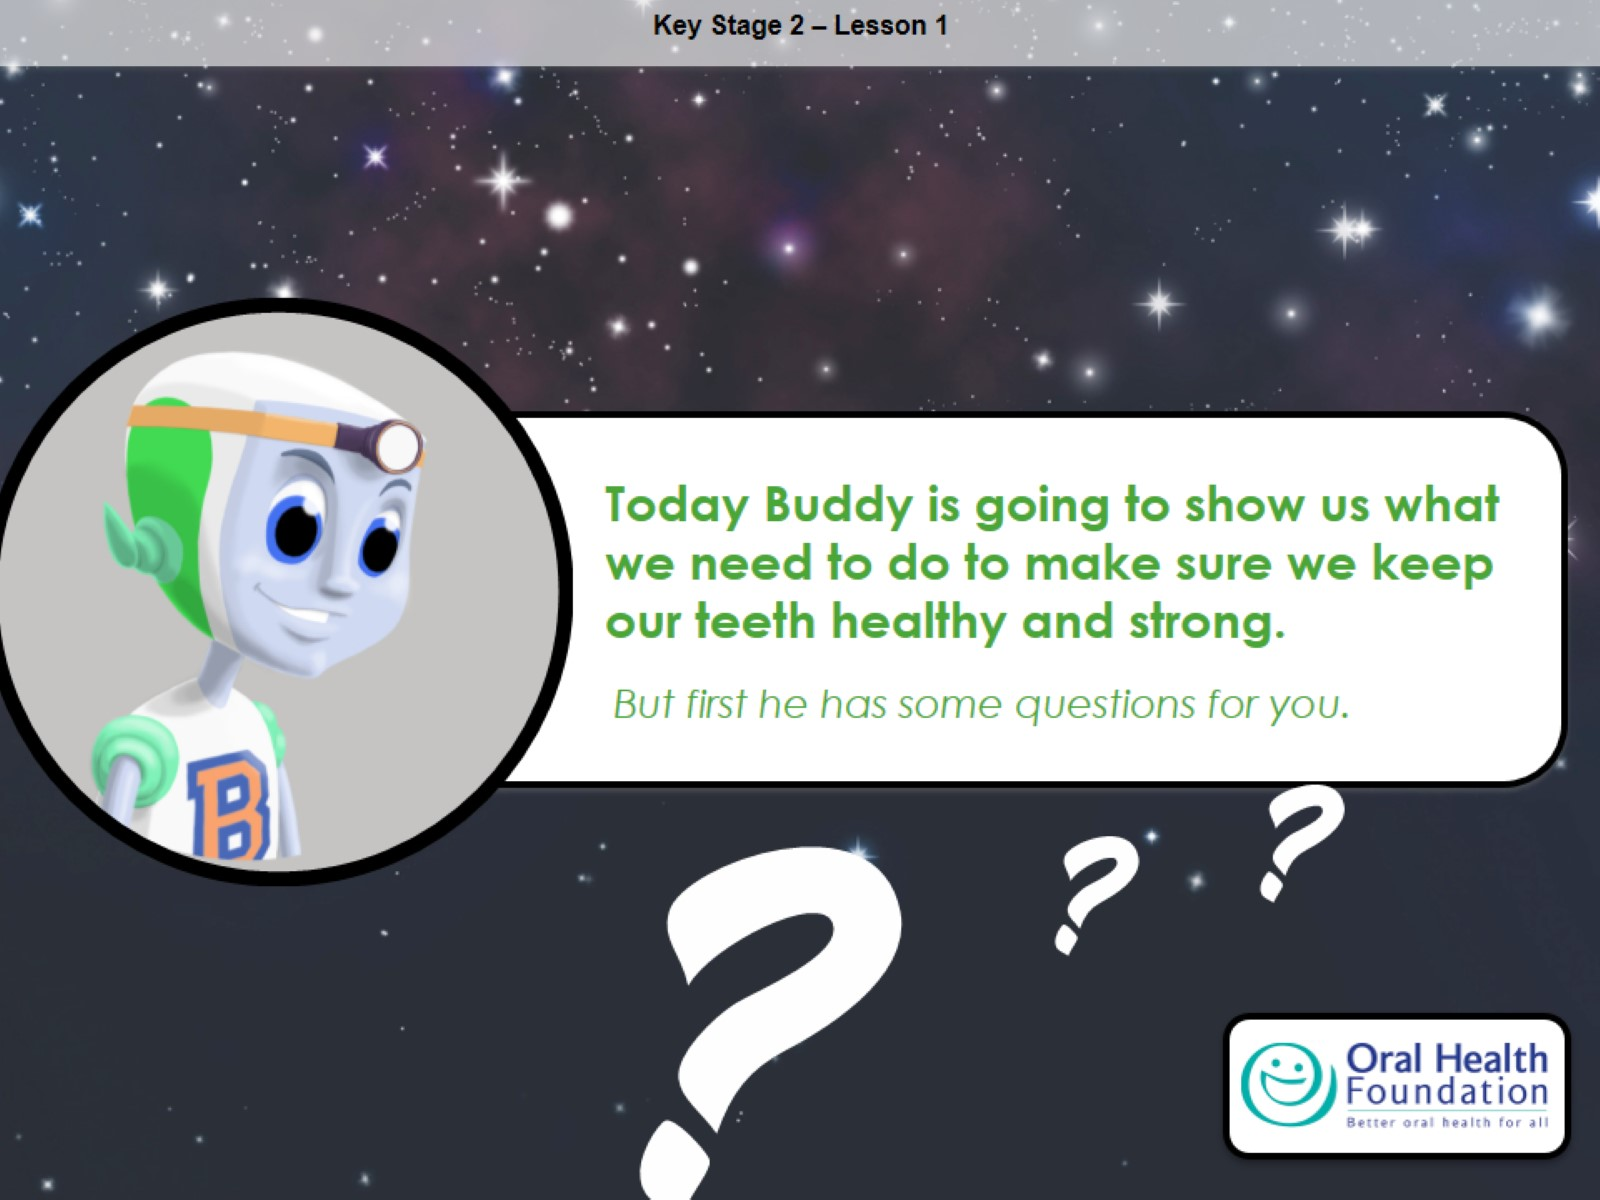 Key Stage 2 – Lesson 1
Today Buddy is going to show us what
we need to do to make sure we keep
our teeth healthy and strong.
But first he has some questions for you.
B
? ? ?
Oral Health
Foundation
Better oral health for all